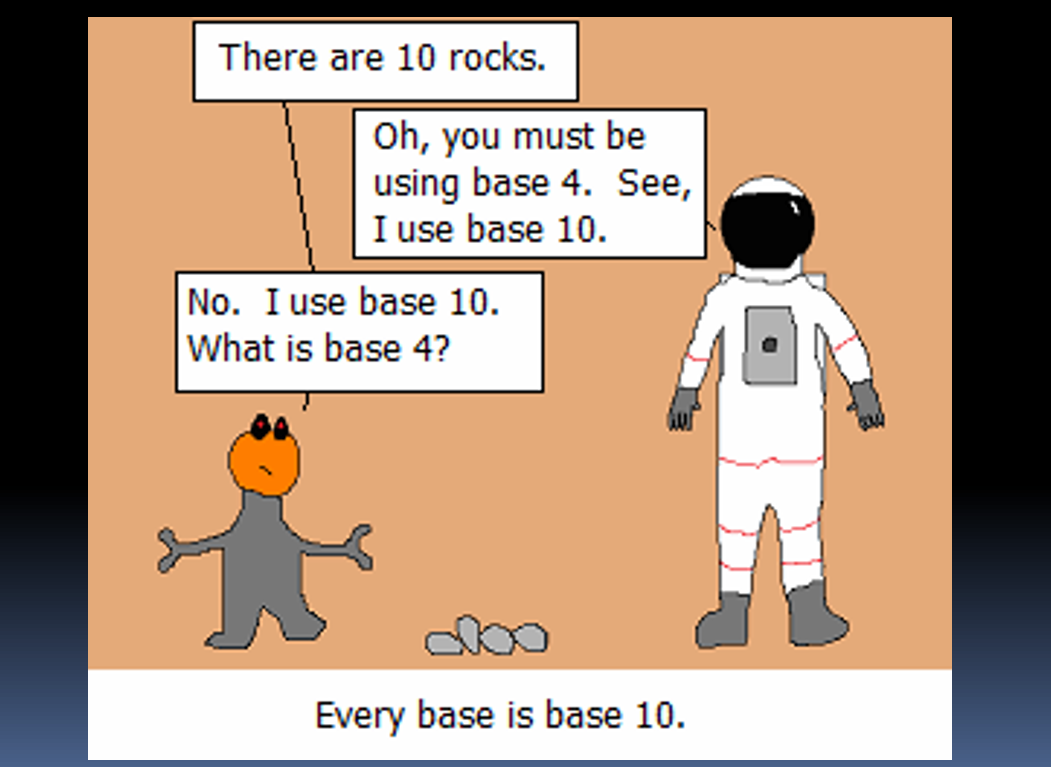 There are 10 rocks.
Oh, you must be
using base 4.  See,
I use base 10.
No.  I use base 10.
What is base 4?
Every base is base 10.